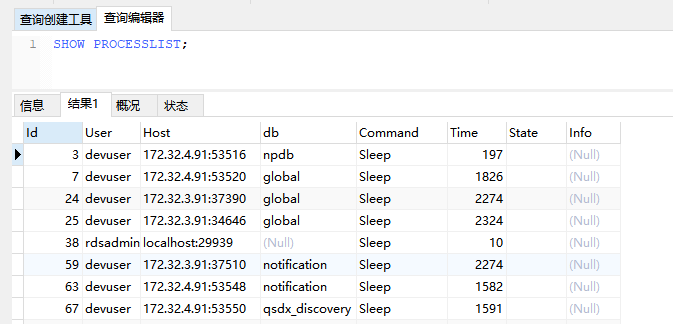 查询创建工具 查询编辑器
1 SHOW PROCESSLIST;
信息 结果1 概况 状态
Id User Host db Command Time State Info
3 devuser 172.32.4.91:53516 npdb Sleep 197 (Null)
7 devuser 172.32.4.91:53520 global Sleep 1826 (Null)
24 devuser 172.32.3.91:37390 global Sleep 2274 (Null)
25 devuser 172.32.3.91:34646 global Sleep 2324 (Null)
38 rdsadmin localhost:29939 (Null) Sleep 10 (Null)
59 devuser 172.32.3.91:37510 notification Sleep 2274 (Null)
63 devuser 172.32.4.91:53548 notification Sleep 1582 (Null)
67 devuser 172.32.4.91:53550 qsdx_discovery Sleep 1591 (Null)